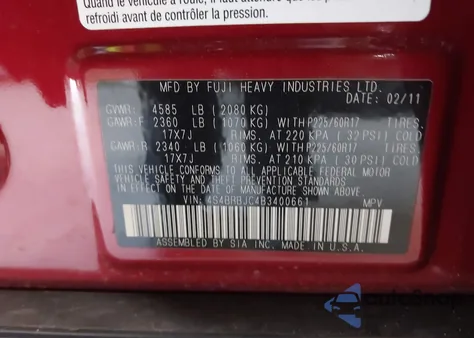 Quand le véhicule a roulé, il faut attendre
refroidi avant de contrôler la pression.
MFD BY FUJI HEAVY INDUSTRIES LTD.
DATE: 02/11
GVWR: 4585 LB (2080 KG)
GAWR:F 2360 LB (1070 KG) WITH P225/60R17 TIRES.
17X7J RIMS. AT 220 KPA (32 PSI) COLD
GAWR:R 2340 LB (1060 KG) WITH P225/60R17 TIRES.
17X7J RIMS. AT 210 KPA (30 PSI) COLD
THIS VEHICLE CONFORMS TO ALL APPLICABLE FEDERAL MOTOR
VEHICLE SAFETY AND THEFT PREVENTION STANDARDS
IN EFFECT ON THE DATE OF MANUFACTURE SHOWN ABOVE.
VIN: 4S4BRBJC4B3400661 MPV
ASSEMBLED BY SIA INC. MADE IN U.S.A.